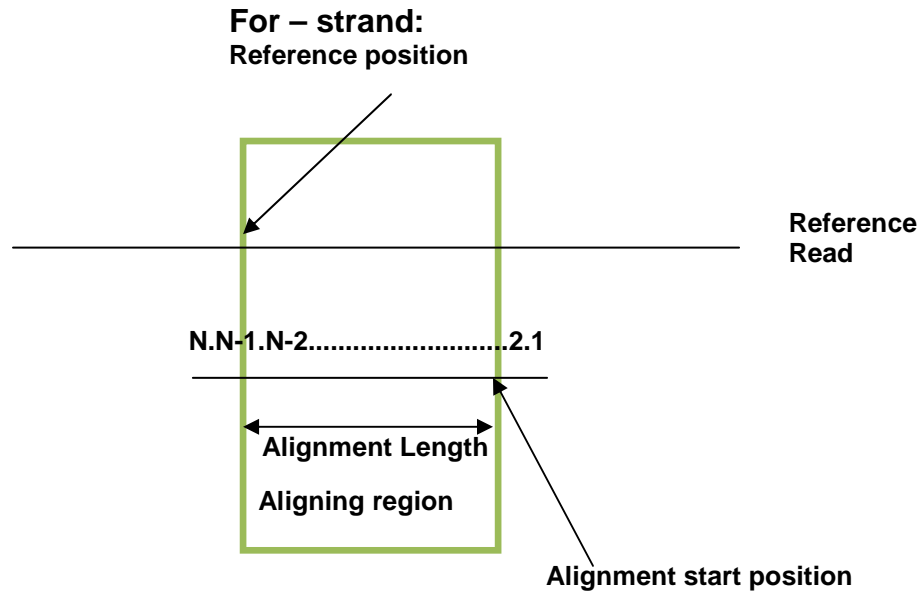 For – strand:
Reference position
Reference
Read
N.N-1.N-2...........................2.1
Alignment Length
Aligning region
Alignment start position